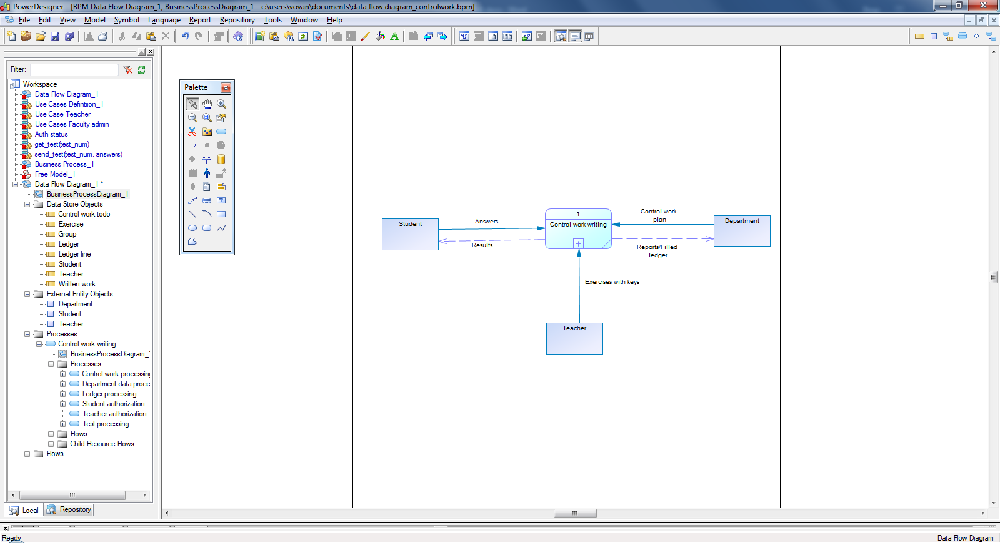 PowerDesigner - [BPM Data Flow Diagram_1, BusinessProcessDiagram_1 - c:\users\vovan\documents\data flow diagram_controlwork.bpm]
File Edit View Model Symbol Language Report Repository Tools Window Help
Filter:
Workspace
Data Flow Diagram_1
Use Cases Defintiion_1
Use Case Teacher
Use Cases Faculty admin
Auth status
get_test(test_num)
send_test(test_num, answers)
Business Process_1
Free Model_1
Data Flow Diagram_1 *
BusinessProcessDiagram_1
Data Store Objects
Control work todo
Exercise
Group
Ledger
Ledger line
Student
Teacher
Written work
External Entity Objects
Department
Student
Teacher
Processes
Control work writing
BusinessProcessDiagram_
Processes
Control work processing
Department data proce
Ledger processing
Student authorization
Teacher authorization
Test processing
Flows
Child Resource Flows
Flows
Local Repository
Palette
Student
Answers
Results
1
Control work writing
Control work
plan
Reports/Filled
ledger
Department
Exercises with keys
Teacher
Ready
Data Flow Diagram